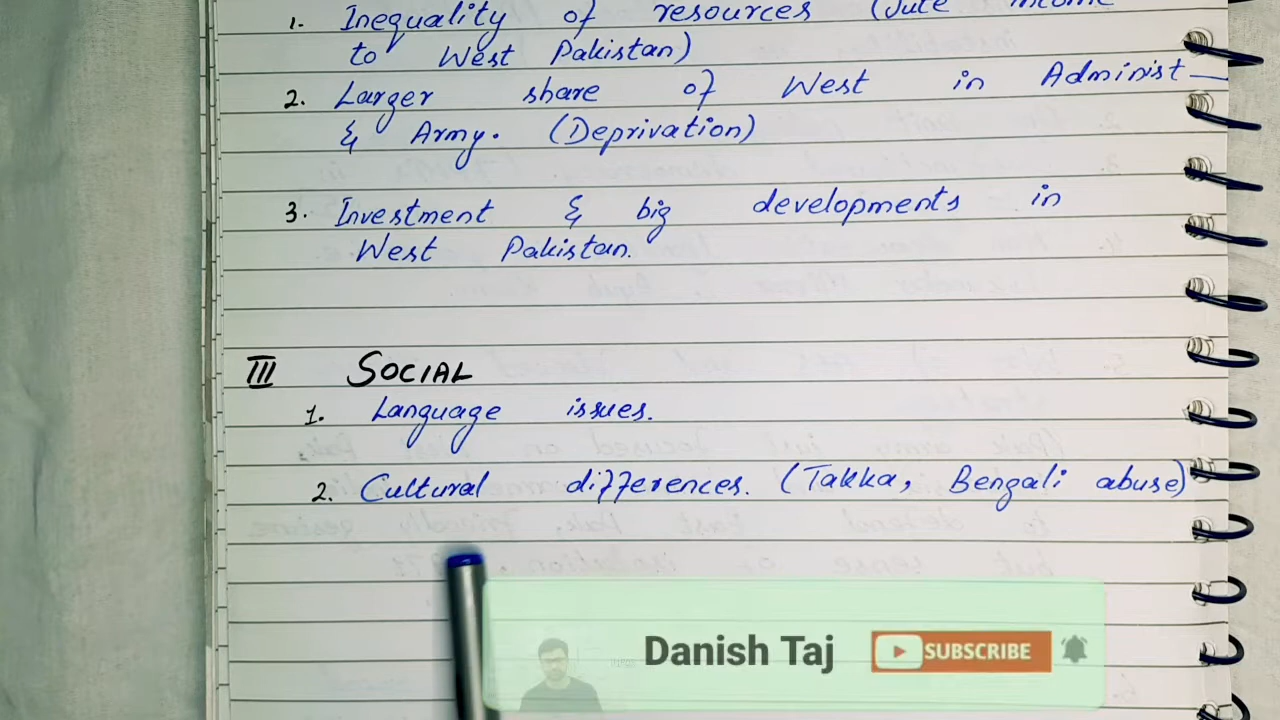 1. Inequality of resources (Jute income
to West Pakistan)
2. Larger share of West in Administ—
& Army. (Deprivation)
3. Investment & big developments in
West Pakistan.
III SOCIAL
1. Language issues.
2. Cultural differences. (Takka, Bengali abuse)
Danish Taj SUBSCRIBE